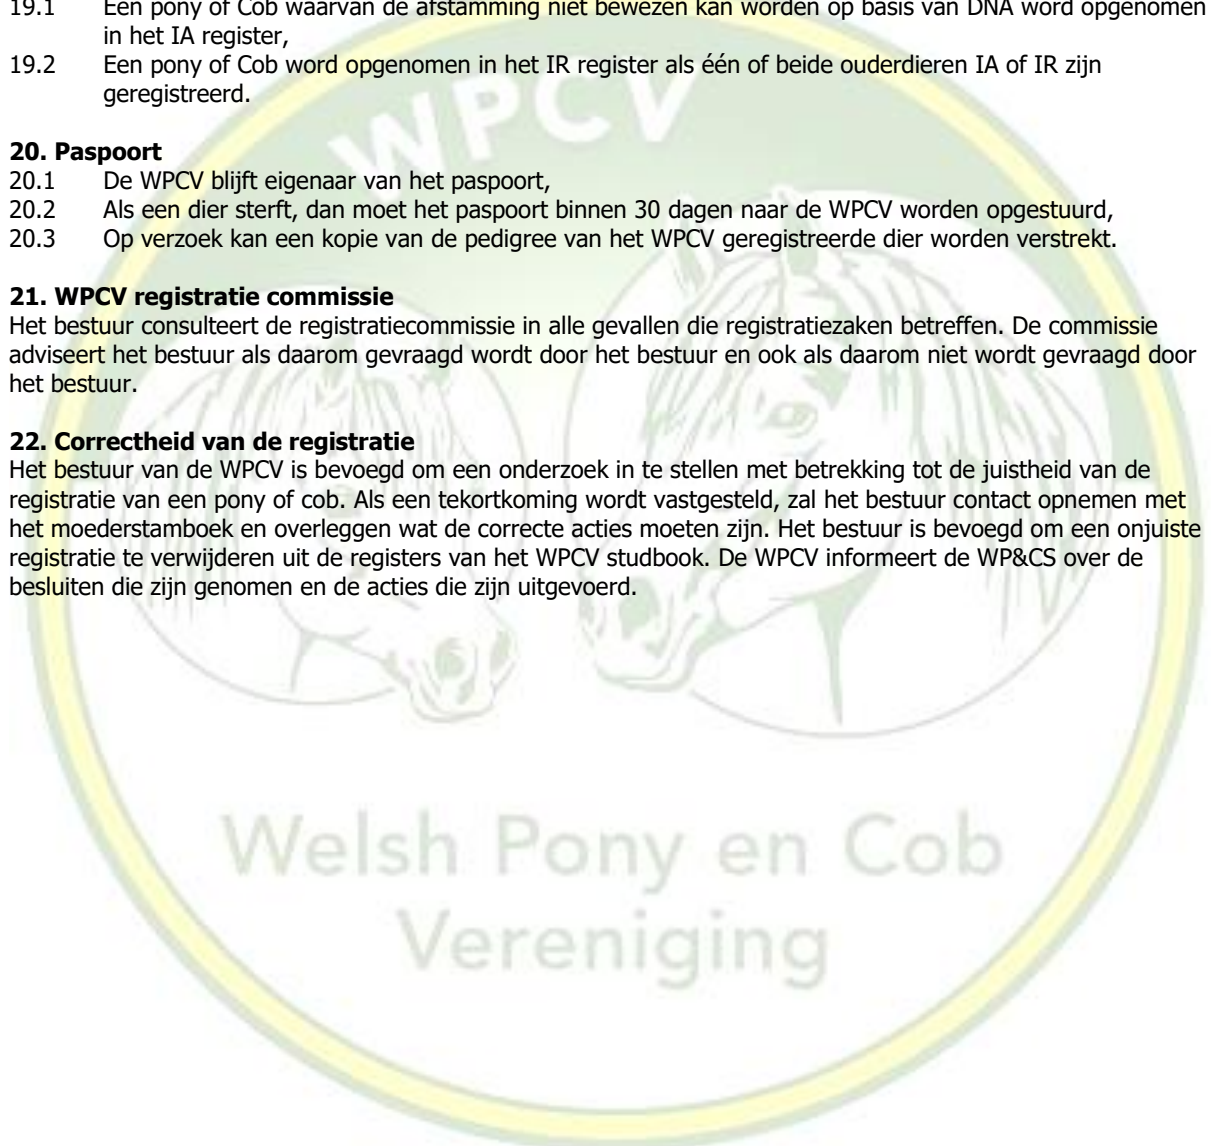 19.1 Een pony of Cob waarvan de afstamming niet bewezen kan worden op basis van DNA word opgenomen
in het IA register,
19.2 Een pony of Cob word opgenomen in het IR register als één of beide ouderdieren IA of IR zijn
geregistreerd.
20. Paspoort
20.1 De WPCV blijft eigenaar van het paspoort,
20.2 Als een dier sterft, dan moet het paspoort binnen 30 dagen naar de WPCV worden opgestuurd,
20.3 Op verzoek kan een kopie van de pedigree van het WPCV geregistreerde dier worden verstrekt.
21. WPCV registratie commissie
Het bestuur consulteert de registratiecommissie in alle gevallen die registratiezaken betreffen. De commissie
adviseert het bestuur als daarom gevraagd wordt door het bestuur en ook als daarom niet wordt gevraagd door
het bestuur.
22. Correctheid van de registratie
Het bestuur van de WPCV is bevoegd om een onderzoek in te stellen met betrekking tot de juistheid van de
registratie van een pony of cob. Als een tekortkoming wordt vastgesteld, zal het bestuur contact opnemen met
het moederstamboek en overleggen wat de correcte acties moeten zijn. Het bestuur is bevoegd om een onjuiste
registratie te verwijderen uit de registers van het WPCV studbook. De WPCV informeert de WP&CS over de
besluiten die zijn genomen en de acties die zijn uitgevoerd.
WPCV
Welsh Pony en Cob
Vereniging